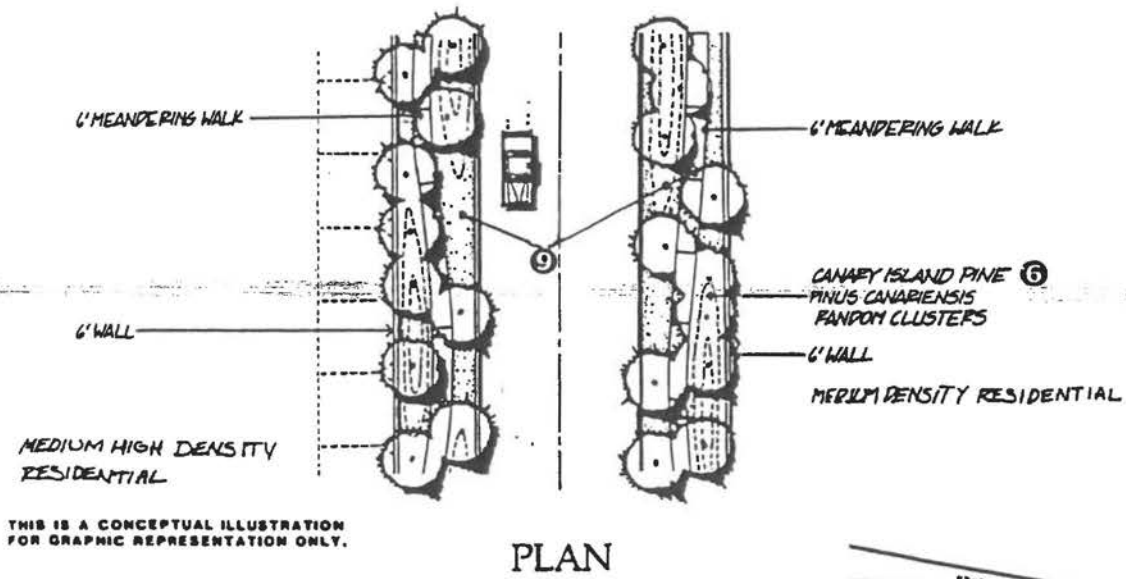 6' MEANDERING WALK
6' MEANDERING WALK
9
CANARY ISLAND PINE 6
PINUS CANARIENSIS
RANDOM CLUSTERS
6' WALL
6' WALL
MEDIUM DENSITY RESIDENTIAL
MEDIUM HIGH DENSITY
RESIDENTIAL
THIS IS A CONCEPTUAL ILLUSTRATION
FOR GRAPHIC REPRESENTATION ONLY.
PLAN